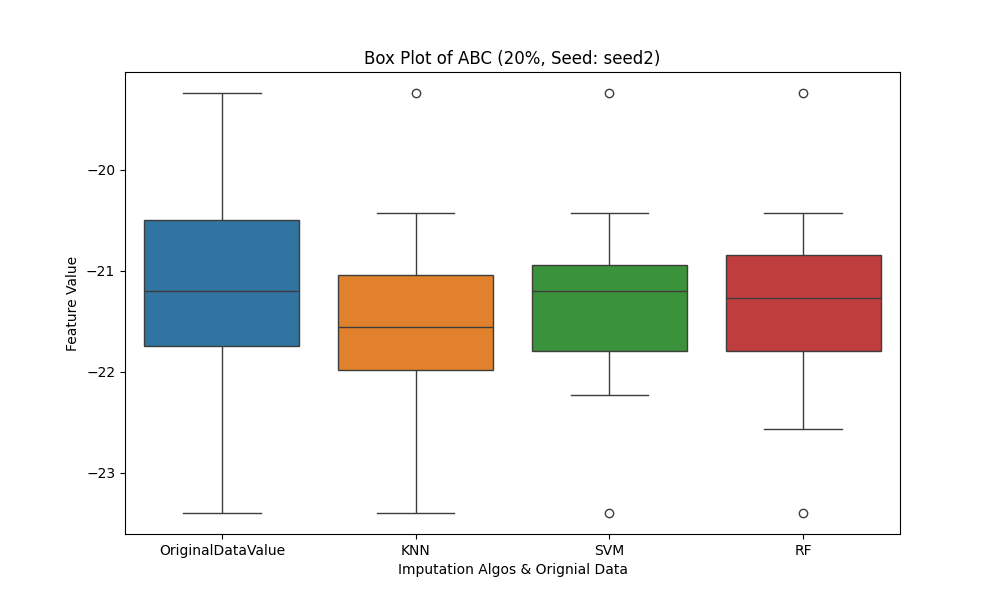 Box Plot of ABC (20%, Seed: seed2)
−20
−21
−22
−23
Feature Value
OriginalDataValue KNN SVM RF
Imputation Algos & Orignial Data